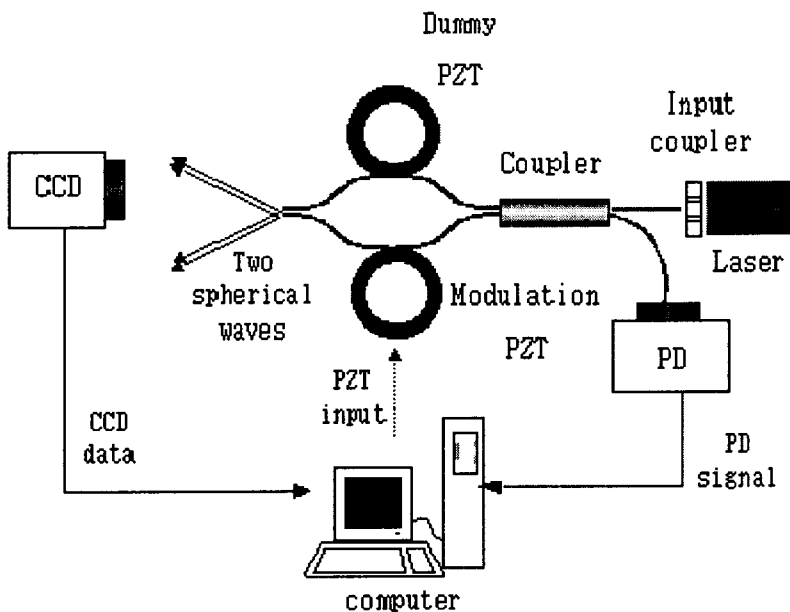 Dummy
PZT
Input
coupler
Coupler
CCD
Laser
Two
spherical
waves
Modulation
PZT
PD
PZT
input
CCD
data
PD
signal
computer